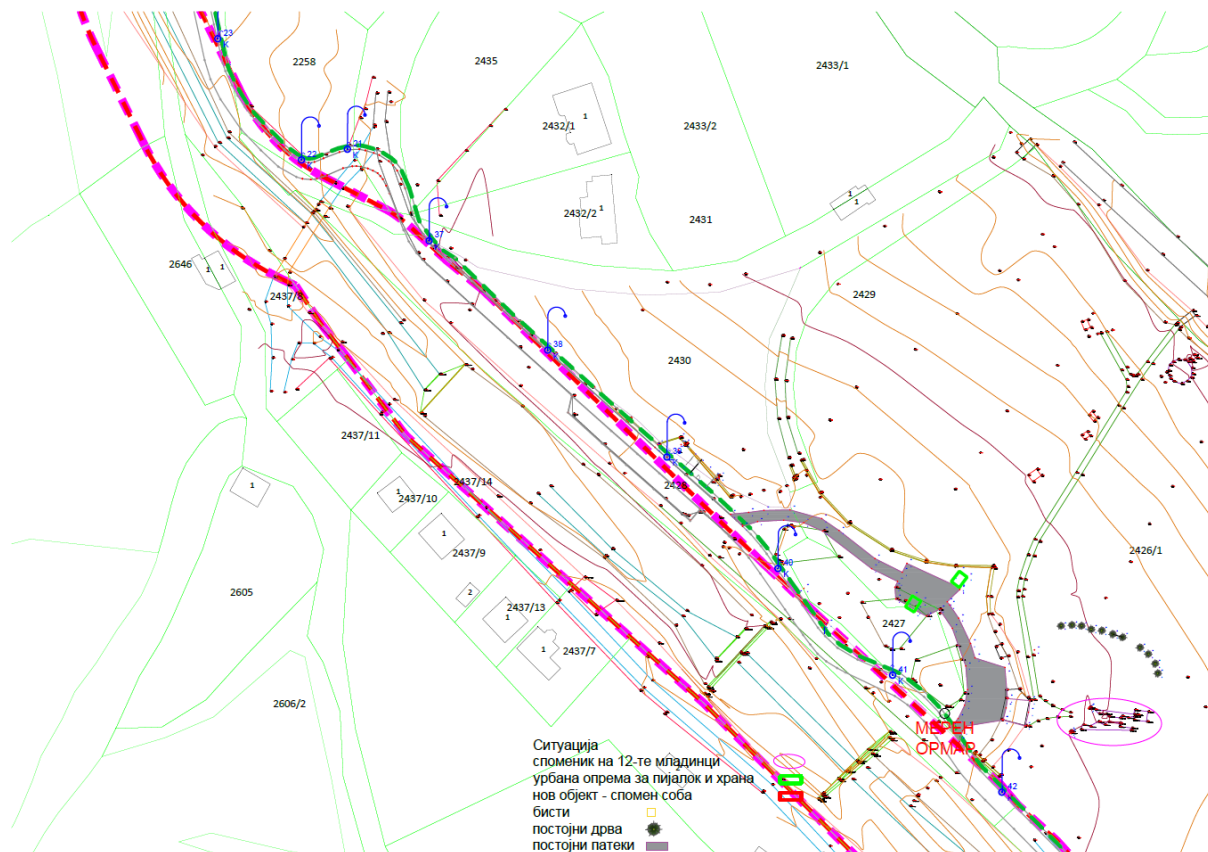 23
K
2258
2435
2433/1
2432/1
1
2433/2
22
K
21
K
2432/2
1
2431
1
1
37
2646
1
1
2437/8
2429
38
2430
39
K
2437/11
2437/14
2428
1
2437/10
1
1
2437/9
2426/1
40
K
2605
2
2437/13
1
2427
1
2437/7
41
K
2606/2
МЕРЕН
ОРМАР
42
Ситуација
споменик на 12-те младинци
урбана опрема за пијалок и храна
нов објект - спомен соба
бисти
постојни дрва
постојни патеки